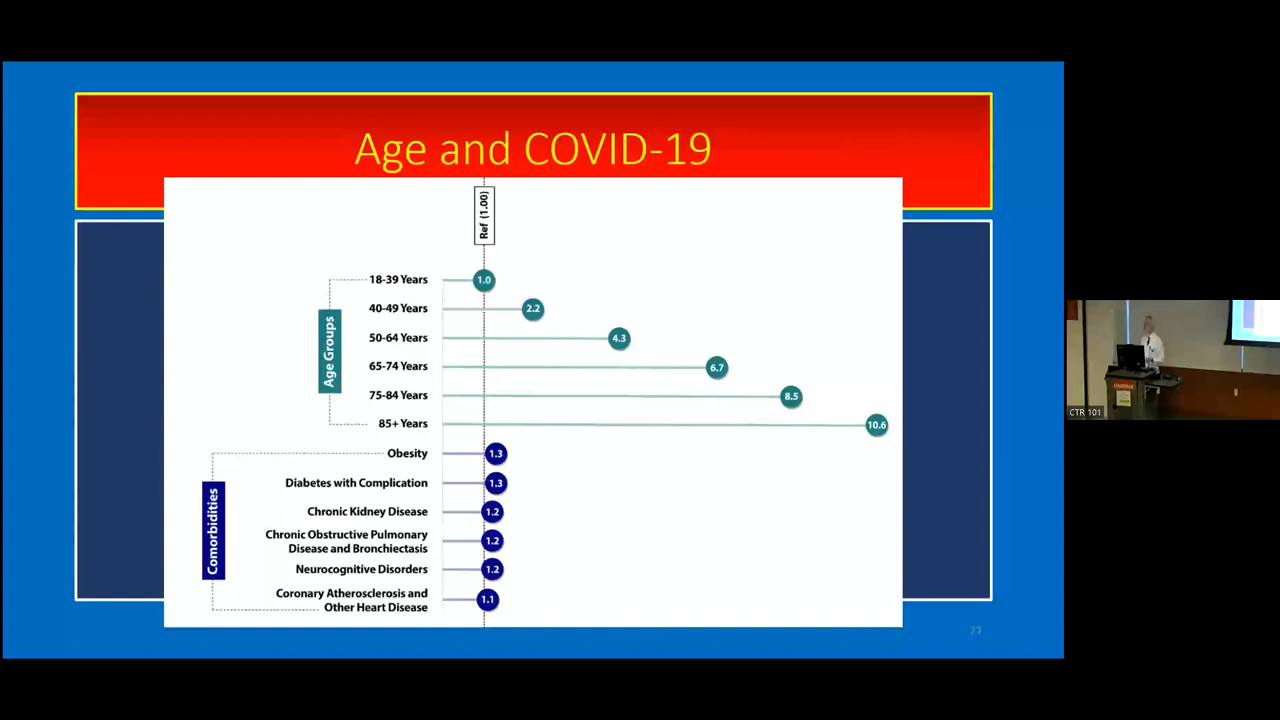 Age and COVID-19
Ref (1.00)
Age Groups
18-39 Years
1.0
40-49 Years
2.2
50-64 Years
4.3
65-74 Years
6.7
75-84 Years
8.5
85+ Years
10.6
Comorbidities
Obesity
1.3
Diabetes with Complication
1.3
Chronic Kidney Disease
1.2
Chronic Obstructive Pulmonary
Disease and Bronchiectasis
1.2
Neurocognitive Disorders
1.2
Coronary Atherosclerosis and
Other Heart Disease
1.1
77
CTR 101